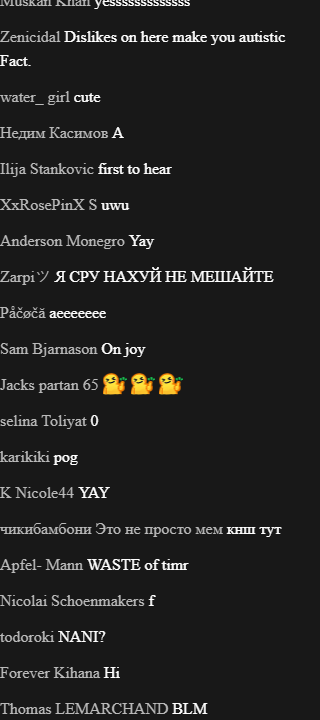 Muskan Khan yesssssssssssss
Zenicidal Dislikes on here make you autistic
Fact.
water_ girl cute
Недим Касимов А
Ilija Stankovic first to hear
XxRosePinX S uwu
Anderson Monegro Yay
Zarpiツ Я СРУ НАХУЙ НЕ МЕШАЙТЕ
Påčøčă aeeeeeee
Sam Bjarnason On joy
Jacks partan 65
selina Toliyat 0
karikiki pog
K Nicole44 YAY
чикибамбони Это не просто мем книш тут
Apfel- Mann WASTE of timr
Nicolai Schoenmakers f
todoroki NANI?
Forever Kihana Hi
Thomas LEMARCHAND BLM